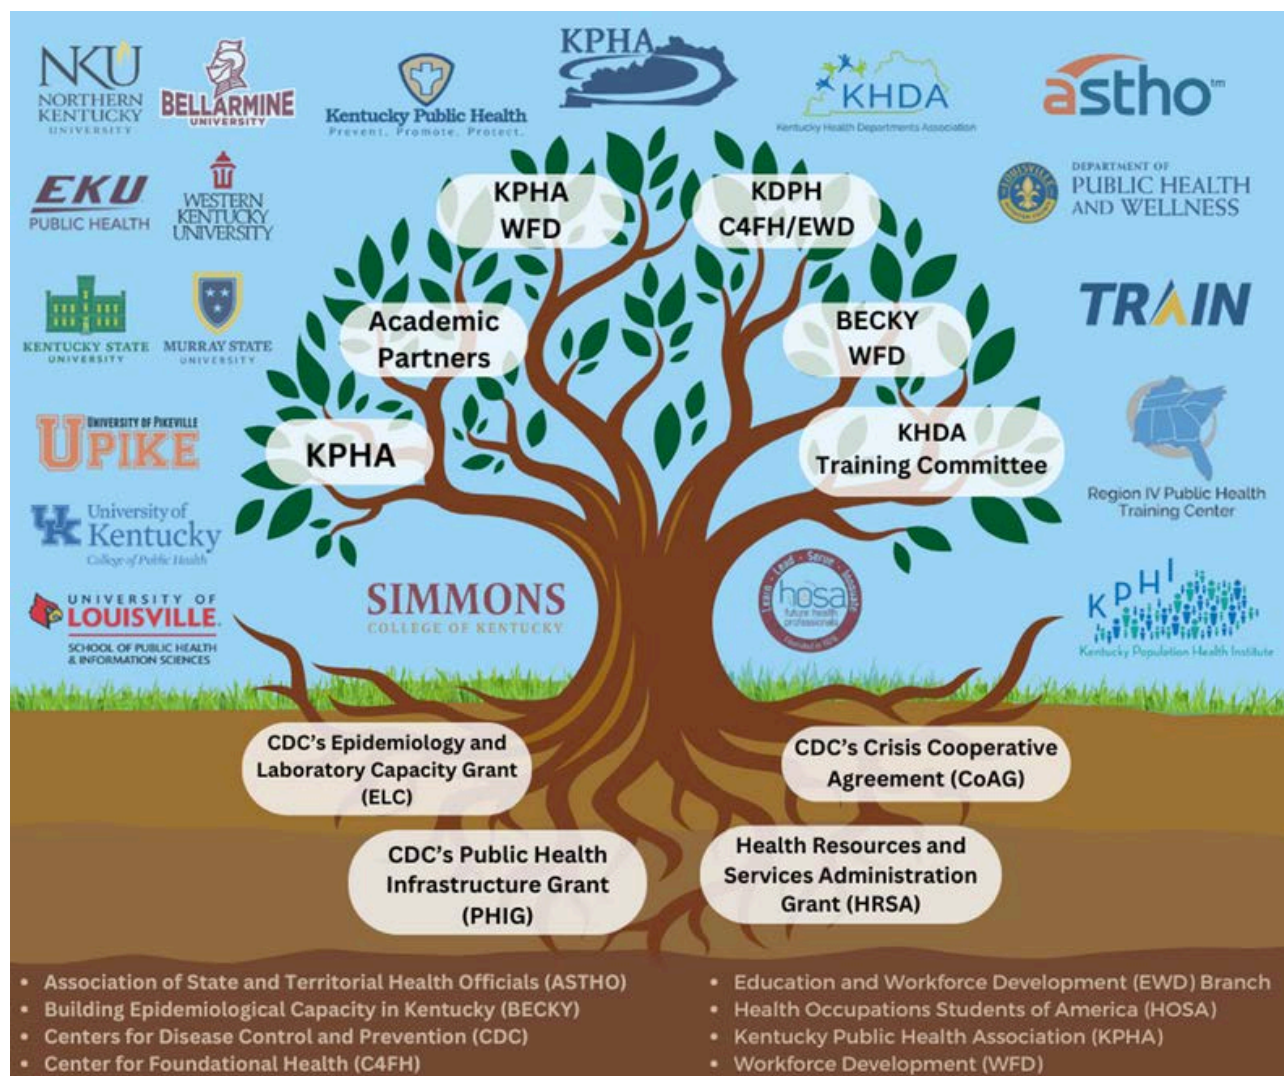 NKU
NORTHERN
KENTUCKY
UNIVERSITY
BELLARMINE
UNIVERSITY
Kentucky Public Health
Prevent. Promote. Protect.
KPHA
KHDA
Kentucky Health Departments Association
astho™
EKU
PUBLIC HEALTH
WESTERN
KENTUCKY
UNIVERSITY
DEPARTMENT OF
PUBLIC HEALTH
AND WELLNESS
KENTUCKY STATE
UNIVERSITY
MURRAY STATE
UNIVERSITY
TRAIN
UNIVERSITY OF PIKEVILLE
UPIKE
Region IV Public Health
Training Center
UK
University of
Kentucky
College of Public Health
UNIVERSITY OF
LOUISVILLE.
SCHOOL OF PUBLIC HEALTH
& INFORMATION SCIENCES
SIMMONS
COLLEGE OF KENTUCKY
Learn - Lead - Serve - Innovate
hosa
future health
professionals
KPHI
Kentucky Population Health Institute
KPHA
WFD
KDPH
C4FH/EWD
Academic
Partners
BECKY
WFD
KPHA
KHDA
Training Committee
CDC’s Epidemiology and
Laboratory Capacity Grant
(ELC)
CDC’s Crisis Cooperative
Agreement (CoAG)
CDC’s Public Health
Infrastructure Grant
(PHIG)
Health Resources and
Services Administration
Grant (HRSA)
• Association of State and Territorial Health Officials (ASTHO)
• Building Epidemiological Capacity in Kentucky (BECKY)
• Centers for Disease Control and Prevention (CDC)
• Center for Foundational Health (C4FH)
• Education and Workforce Development (EWD) Branch
• Health Occupations Students of America (HOSA)
• Kentucky Public Health Association (KPHA)
• Workforce Development (WFD)